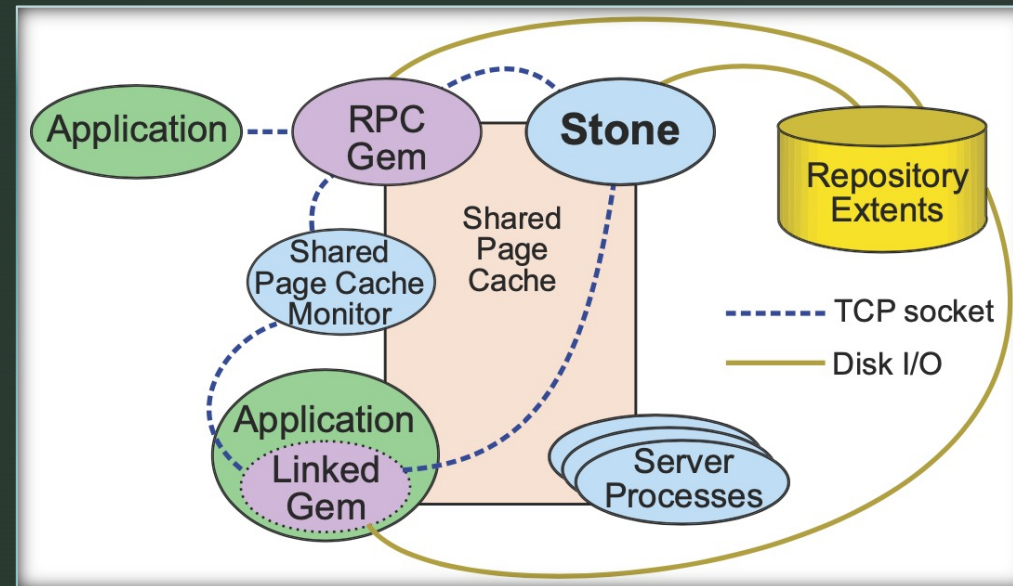 Application
RPC
Gem
Stone
Repository
Extents
Shared
Page
Cache
Shared
Page Cache
Monitor
TCP socket
Disk I/O
Application
Linked
Gem
Server
Processes